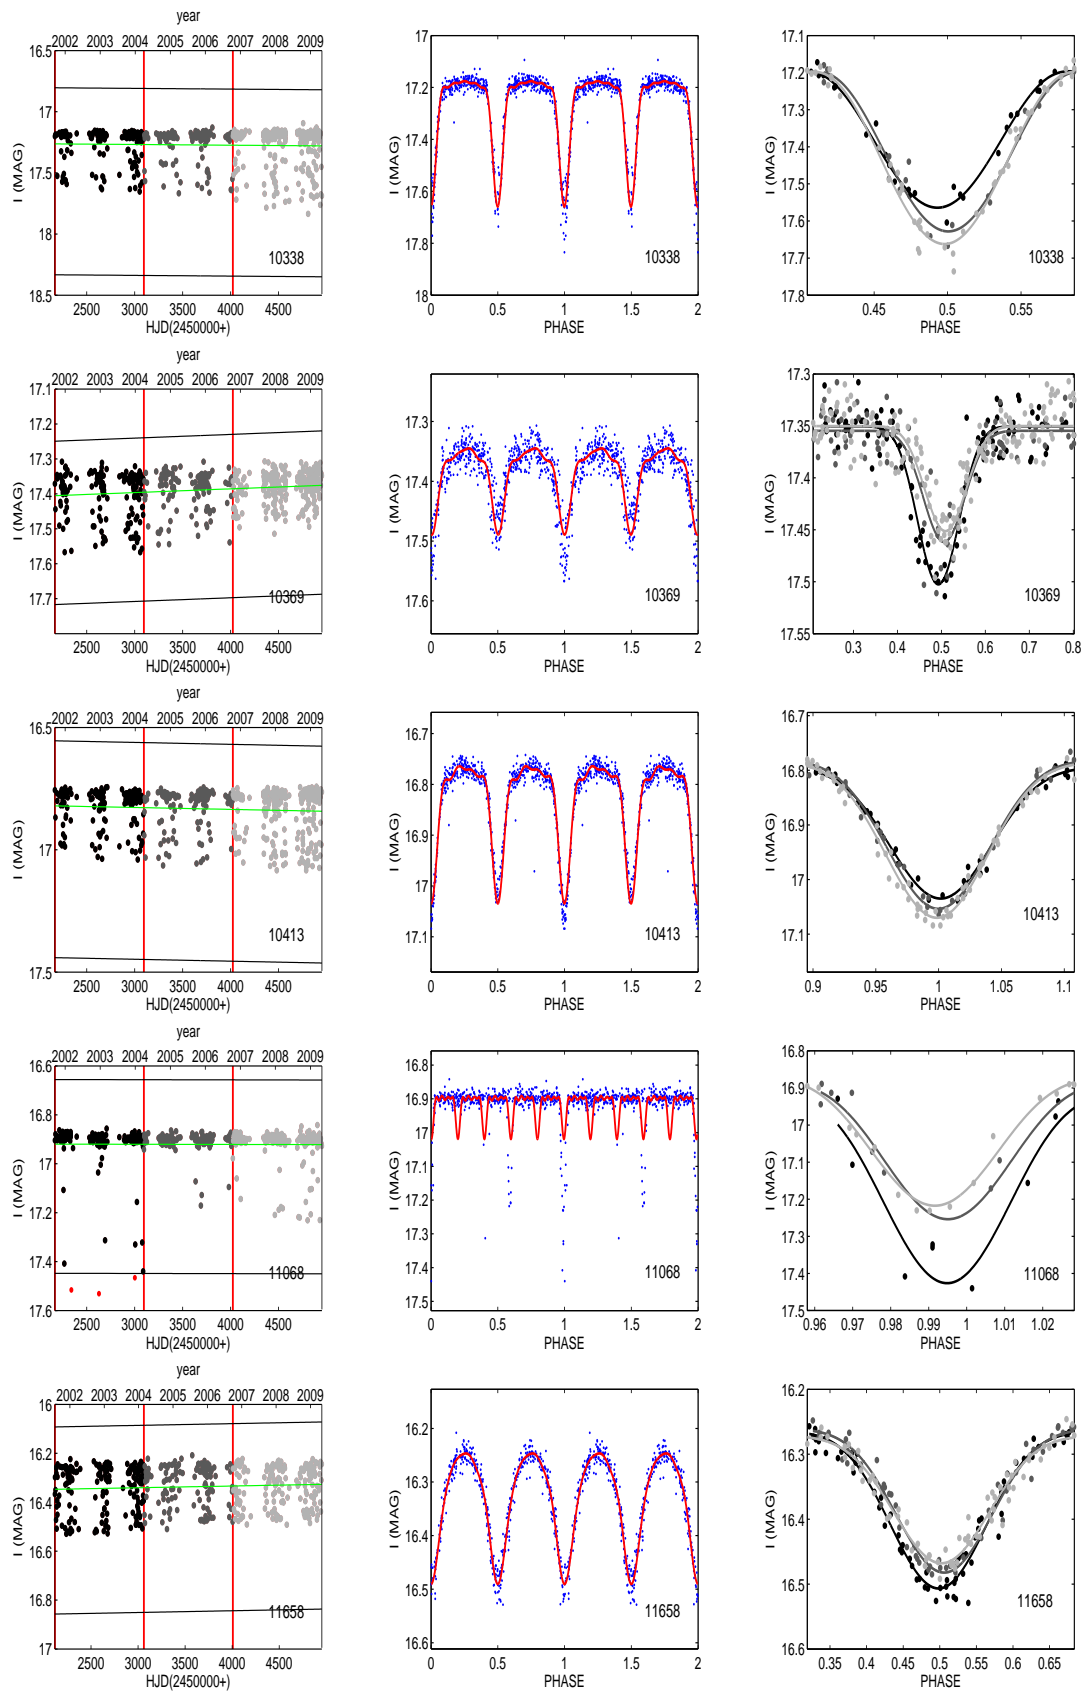 year
2002 2003 2004 2005 2006 2007 2008 2009
16.5
17
17.5
18
18.5
I (MAG)
10338
2500 3000 3500 4000 4500
HJD(2450000+)
17
17.2
17.4
17.6
17.8
18
I (MAG)
10338
0 0.5 1 1.5 2
PHASE
17.1
17.2
17.3
17.4
17.5
17.6
17.7
17.8
I (MAG)
10338
0.45 0.5 0.55
PHASE
year
2002 2003 2004 2005 2006 2007 2008 2009
17.1
17.2
17.3
17.4
17.5
17.6
17.7
I (MAG)
10369
2500 3000 3500 4000 4500
HJD(2450000+)
17.3
17.4
17.5
17.6
I (MAG)
10369
0 0.5 1 1.5 2
PHASE
17.3
17.35
17.4
17.45
17.5
17.55
I (MAG)
10369
0.3 0.4 0.5 0.6 0.7 0.8
PHASE
year
2002 2003 2004 2005 2006 2007 2008 2009
16.5
17
17.5
I (MAG)
10413
2500 3000 3500 4000 4500
HJD(2450000+)
16.7
16.8
16.9
17
17.1
I (MAG)
10413
0 0.5 1 1.5 2
PHASE
16.7
16.8
16.9
17
17.1
I (MAG)
10413
0.9 0.95 1 1.05 1.1
PHASE
year
2002 2003 2004 2005 2006 2007 2008 2009
16.6
16.8
17
17.2
17.4
17.6
I (MAG)
11068
2500 3000 3500 4000 4500
HJD(2450000+)
16.8
16.9
17
17.1
17.2
17.3
17.4
17.5
I (MAG)
11068
0 0.5 1 1.5 2
PHASE
16.8
16.9
17
17.1
17.2
17.3
17.4
17.5
I (MAG)
11068
0.96 0.97 0.98 0.99 1 1.01 1.02
PHASE
year
2002 2003 2004 2005 2006 2007 2008 2009
16
16.2
16.4
16.6
16.8
17
I (MAG)
11658
2500 3000 3500 4000 4500
HJD(2450000+)
16.2
16.3
16.4
16.5
16.6
I (MAG)
11658
0 0.5 1 1.5 2
PHASE
16.2
16.3
16.4
16.5
16.6
I (MAG)
11658
0.35 0.4 0.45 0.5 0.55 0.6 0.65
PHASE